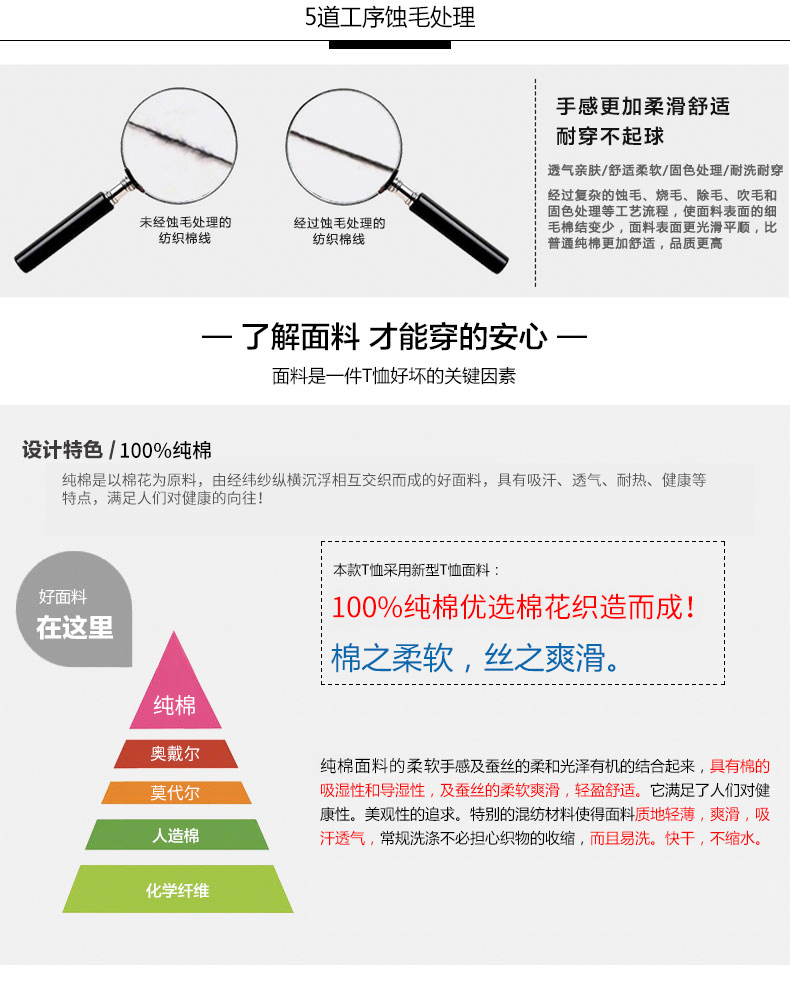 5道工序蚀毛处理
未经蚀毛处理的
纺织棉线
经过蚀毛处理的
纺织棉线
手感更加柔滑舒适
耐穿不起球
透气亲肤/舒适柔软/固色处理/耐洗耐穿
经过复杂的蚀毛、烧毛、除毛、吹毛和
固色处理等工艺流程，使面料表面的细
毛棉结变少，面料表面更光滑平顺，比
普通纯棉更加舒适，品质更高
— 了解面料 才能穿的安心 —
面料是一件T恤好坏的关键因素
设计特色 / 100%纯棉
纯棉是以棉花为原料，由经纬纱纵横沉浮相互交织而成的好面料，具有吸汗、透气、耐热、健康等
特点，满足人们对健康的向往！
好面料
在这里
纯棉
奥戴尔
莫代尔
人造棉
化学纤维
本款T恤采用新型T恤面料：
100%纯棉优选棉花织造而成！
棉之柔软，丝之爽滑。
纯棉面料的柔软手感及蚕丝的柔和光泽有机的结合起来，具有棉的
吸湿性和导湿性，及蚕丝的柔软爽滑，轻盈舒适。它满足了人们对健
康性。美观性的追求。特别的混纺材料使得面料质地轻薄，爽滑，吸
汗透气，常规洗涤不必担心织物的收缩，而且易洗。快干，不缩水。